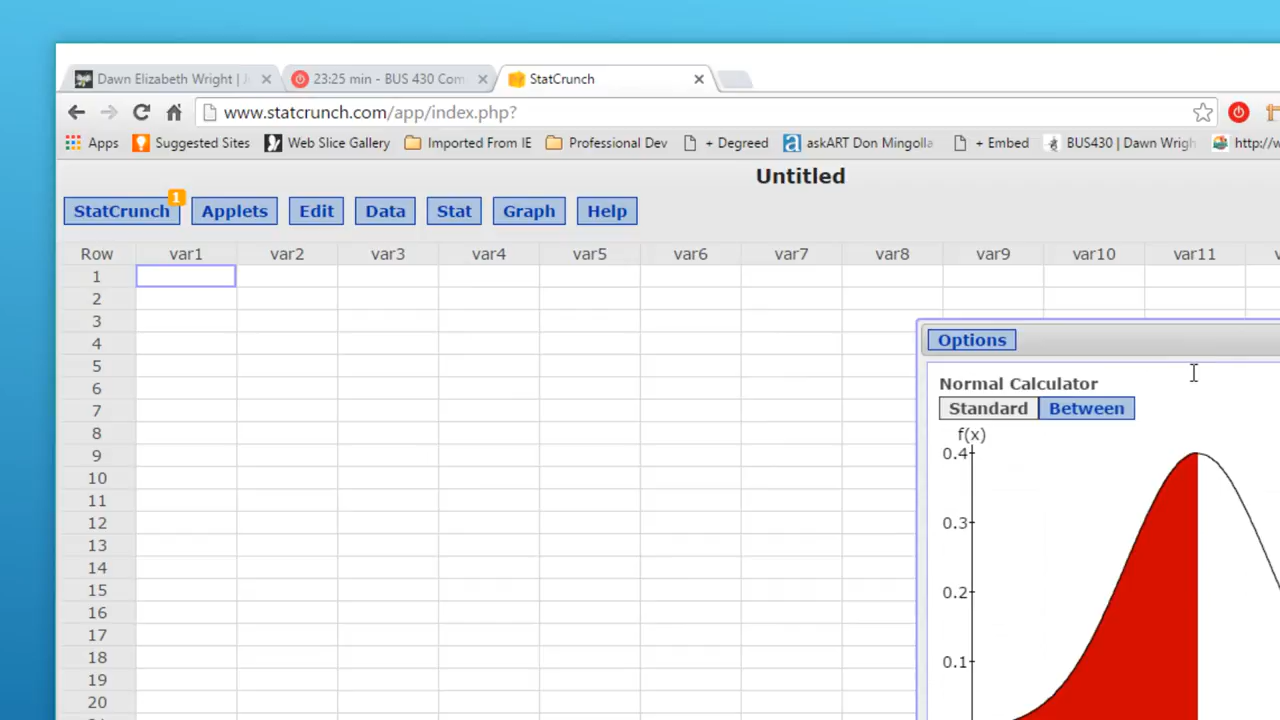 Dawn Elizabeth Wright |
23:25 min - BUS 430 Com
StatCrunch
www.statcrunch.com/app/index.php?
Apps
Suggested Sites
Web Slice Gallery
Imported From IE
Professional Dev
+ Degreed
askART Don Mingolla
+ Embed
BUS430 | Dawn Wrigh
http://w
Untitled
StatCrunch
1
Applets
Edit
Data
Stat
Graph
Help
Row var1 var2 var3 var4 var5 var6 var7 var8 var9 var10 var11
1
2
3
4
5
6
7
8
9
10
11
12
13
14
15
16
17
18
19
20
Options
Normal Calculator
Standard Between
f(x)
0.4
0.3
0.2
0.1